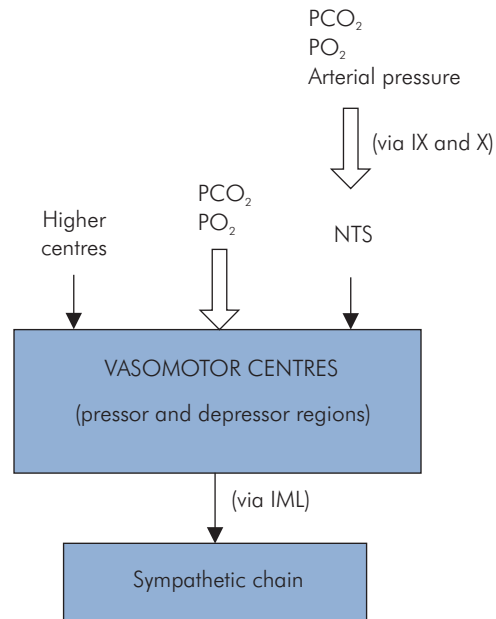 PCO₂
PO₂
Arterial pressure
(via IX and X)
PCO₂
PO₂
Higher
centres
NTS
VASOMOTOR CENTRES
(pressor and depressor regions)
(via IML)
Sympathetic chain